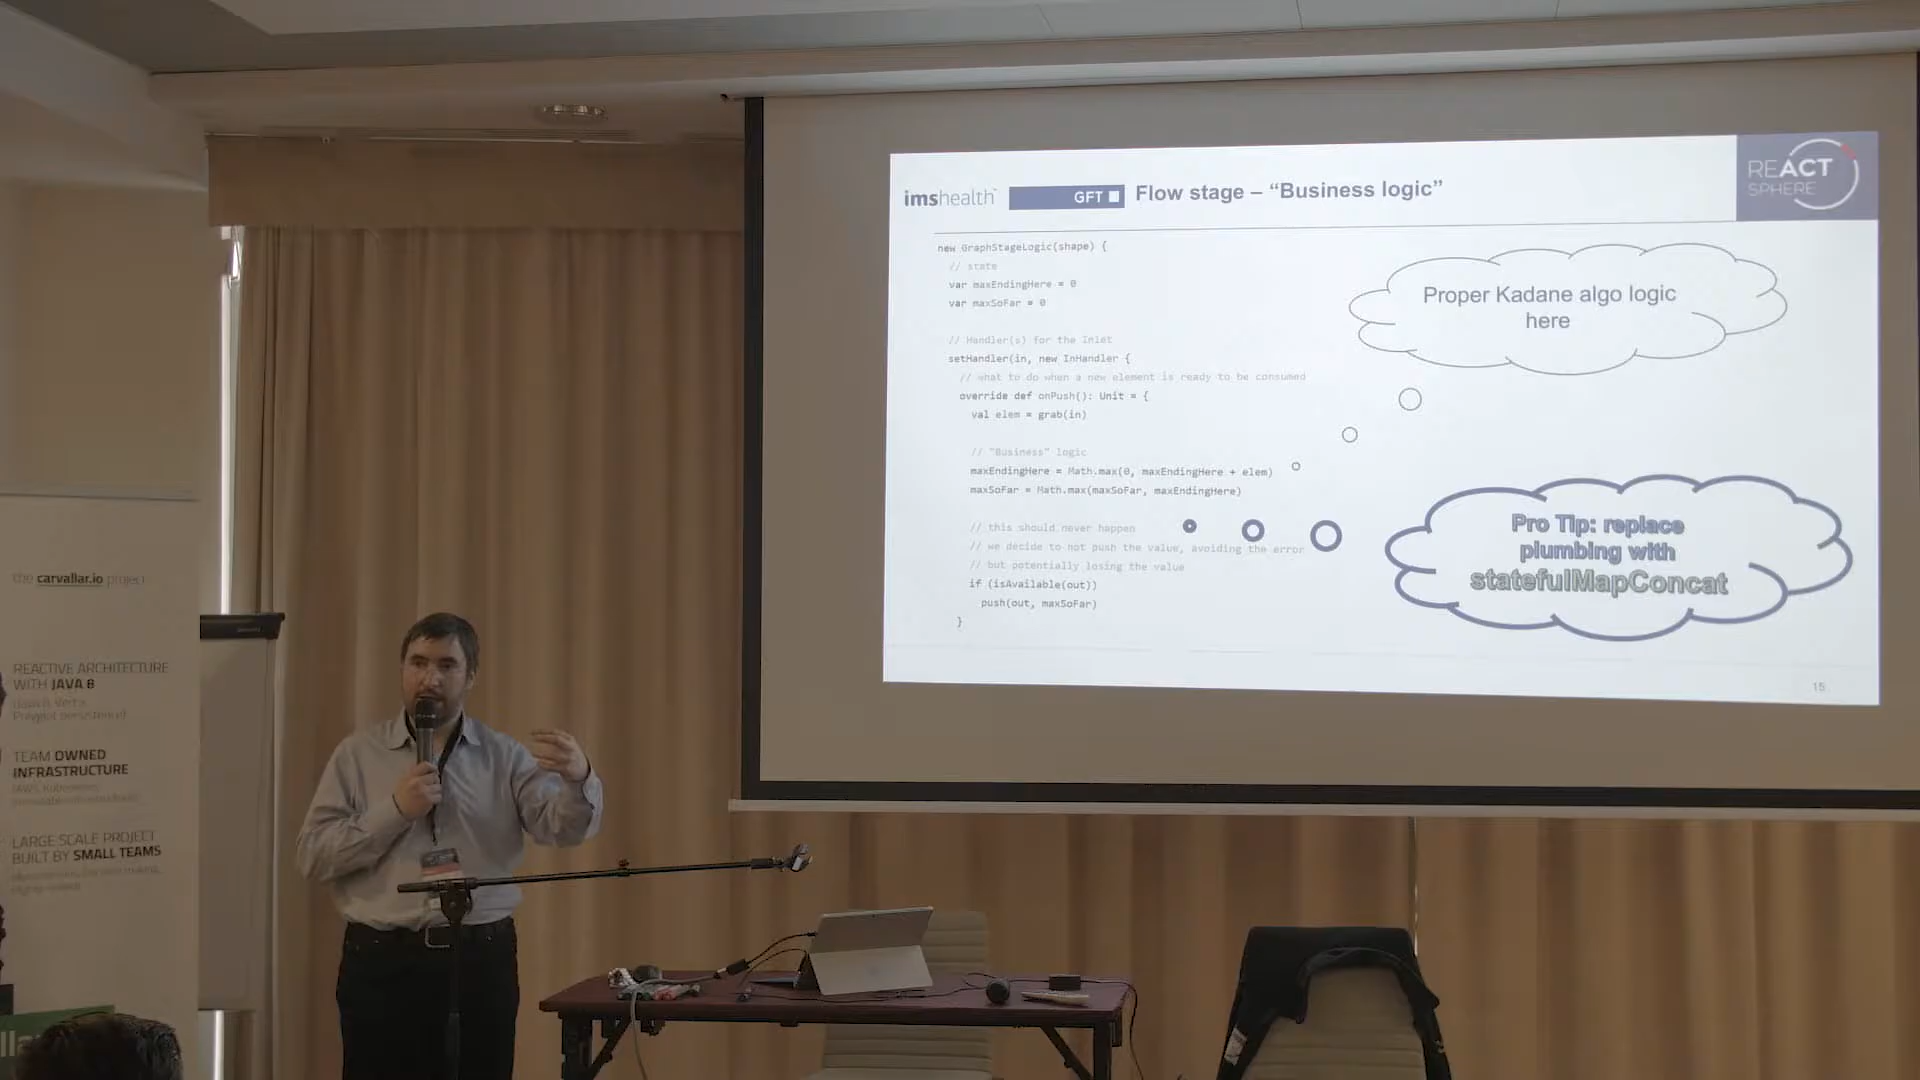 imshealth
GFT
Flow stage – “Business logic”
REACT
SPHERE
new GraphStageLogic(shape) {
// state
var maxEndingHere = 0
var maxSoFar = 0
// Handler(s) for the Inlet
setHandler(in, new InHandler {
// what to do when a new element is ready to be consumed
override def onPush(): Unit = {
val elem = grab(in)
// "Business" logic
maxEndingHere = Math.max(0, maxEndingHere + elem)
maxSoFar = Math.max(maxSoFar, maxEndingHere)
// this should never happen
// we decide to not push the value, avoiding the error
// but potentially losing the value
if (isAvailable(out))
push(out, maxSoFar)
}
Proper Kadane algo logic
here
Pro Tip: replace
plumbing with
statefulMapConcat
15
the carvallar.io project
REACTIVE ARCHITECTURE
WITH JAVA 8
TEAM OWNED
INFRASTRUCTURE
LARGE SCALE PROJECT
BUILT BY SMALL TEAMS